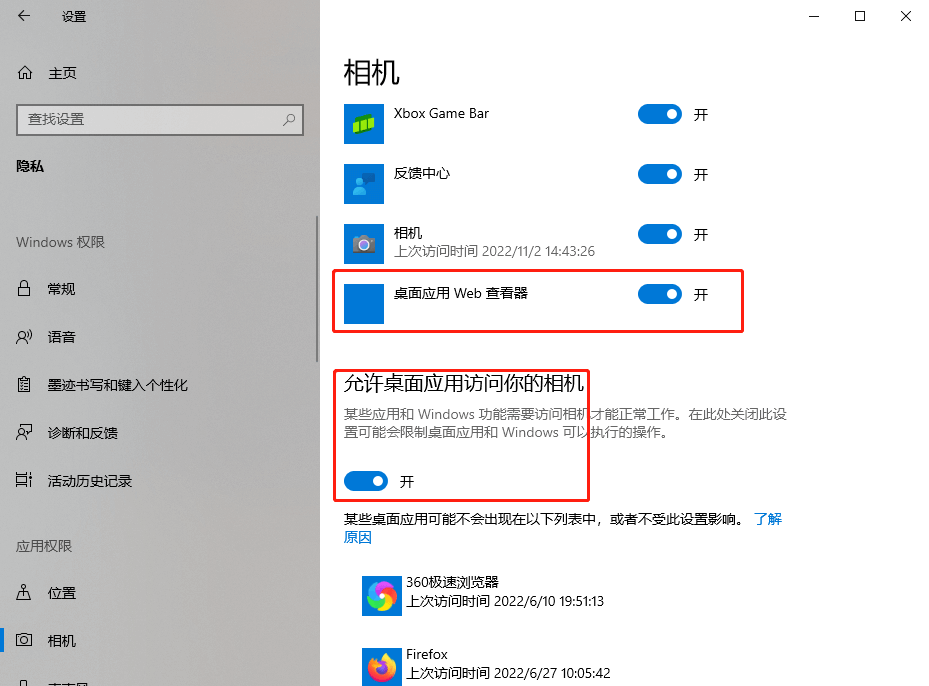 设置
主页
查找设置
隐私
Windows 权限
常规
语音
墨迹书写和键入个性化
诊断和反馈
活动历史记录
应用权限
位置
相机
相机
Xbox Game Bar
开
反馈中心
开
相机
上次访问时间 2022/11/2 14:43:26
开
桌面应用 Web 查看器
开
允许桌面应用访问你的相机
某些应用和 Windows 功能需要访问相机才能正常工作。在此处关闭此设
置可能会限制桌面应用和 Windows 可以执行的操作。
开
某些桌面应用可能不会出现在以下列表中，或者不受此设置影响。 了解
原因
360极速浏览器
上次访问时间 2022/6/10 19:51:13
Firefox
上次访问时间 2022/6/27 10:05:42